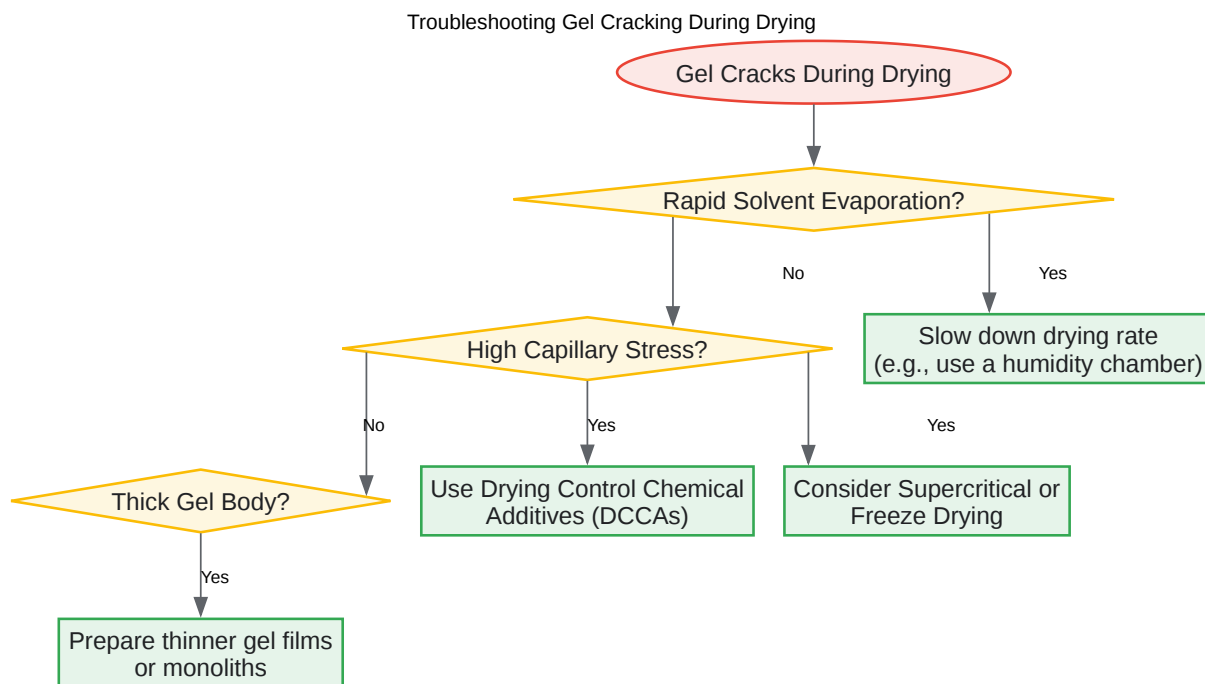 Troubleshooting Gel Cracking During Drying
Gel Cracks During Drying
Rapid Solvent Evaporation?
No
Yes
Slow down drying rate
(e.g., use a humidity chamber)
High Capillary Stress?
No
Yes
Yes
Thick Gel Body?
Use Drying Control Chemical
Additives (DCCAs)
Consider Supercritical or
Freeze Drying
Yes
Prepare thinner gel films
or monoliths